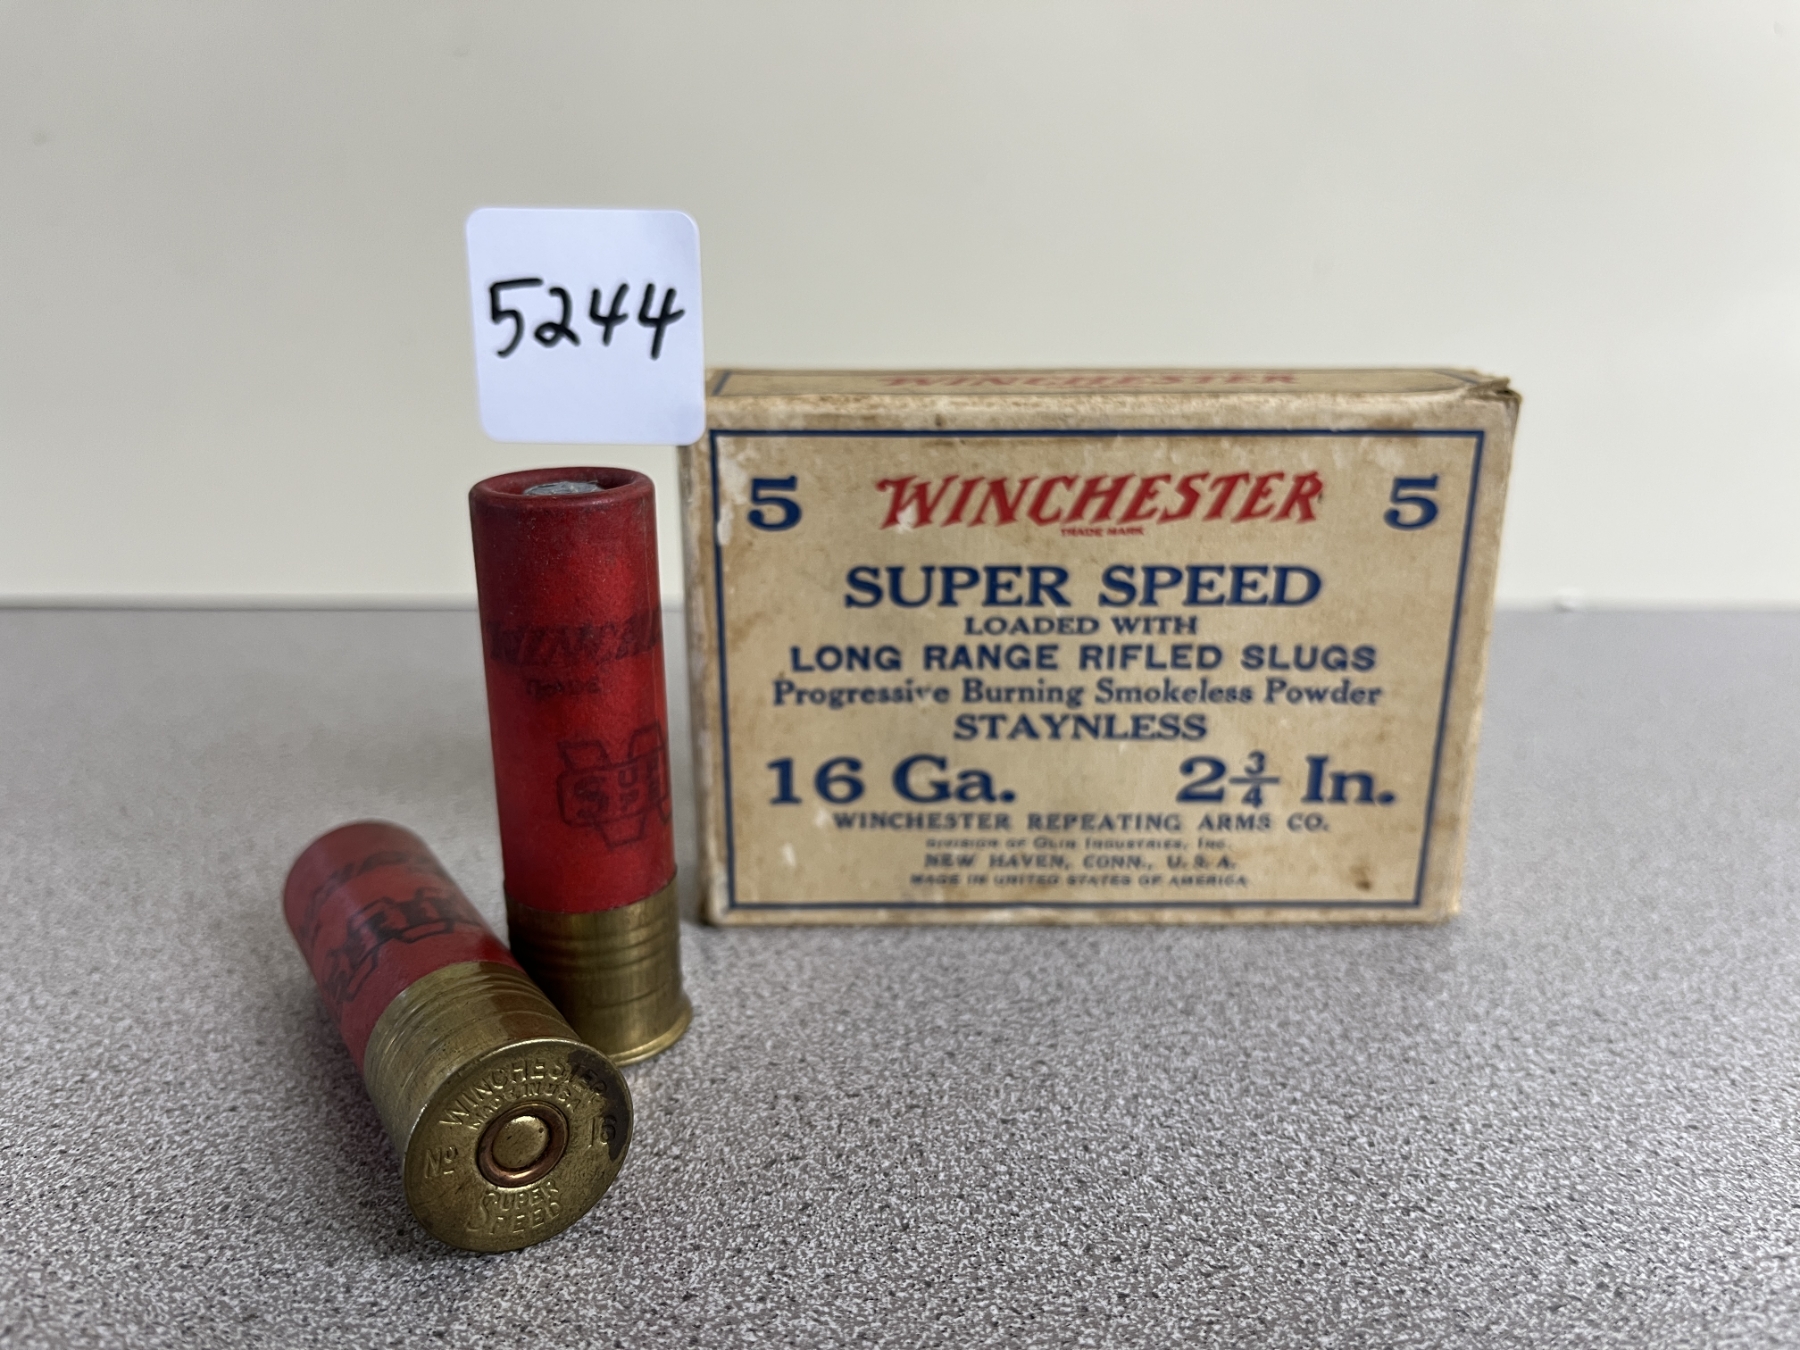 5244
WINCHESTER
5 WINCHESTER 5
TRADE MARK
SUPER SPEED
LOADED WITH
LONG RANGE RIFLED SLUGS
Progressive Burning Smokeless Powder
STAYNLESS
16 Ga. 2 3/4 In.
WINCHESTER REPEATING ARMS CO.
DIVISION OF OLIN INDUSTRIES, INC.
NEW HAVEN, CONN., U.S.A.
MADE IN UNITED STATES OF AMERICA
WINCHESTER
MADE IN U.S.A.
No 16
SUPER
SPEED